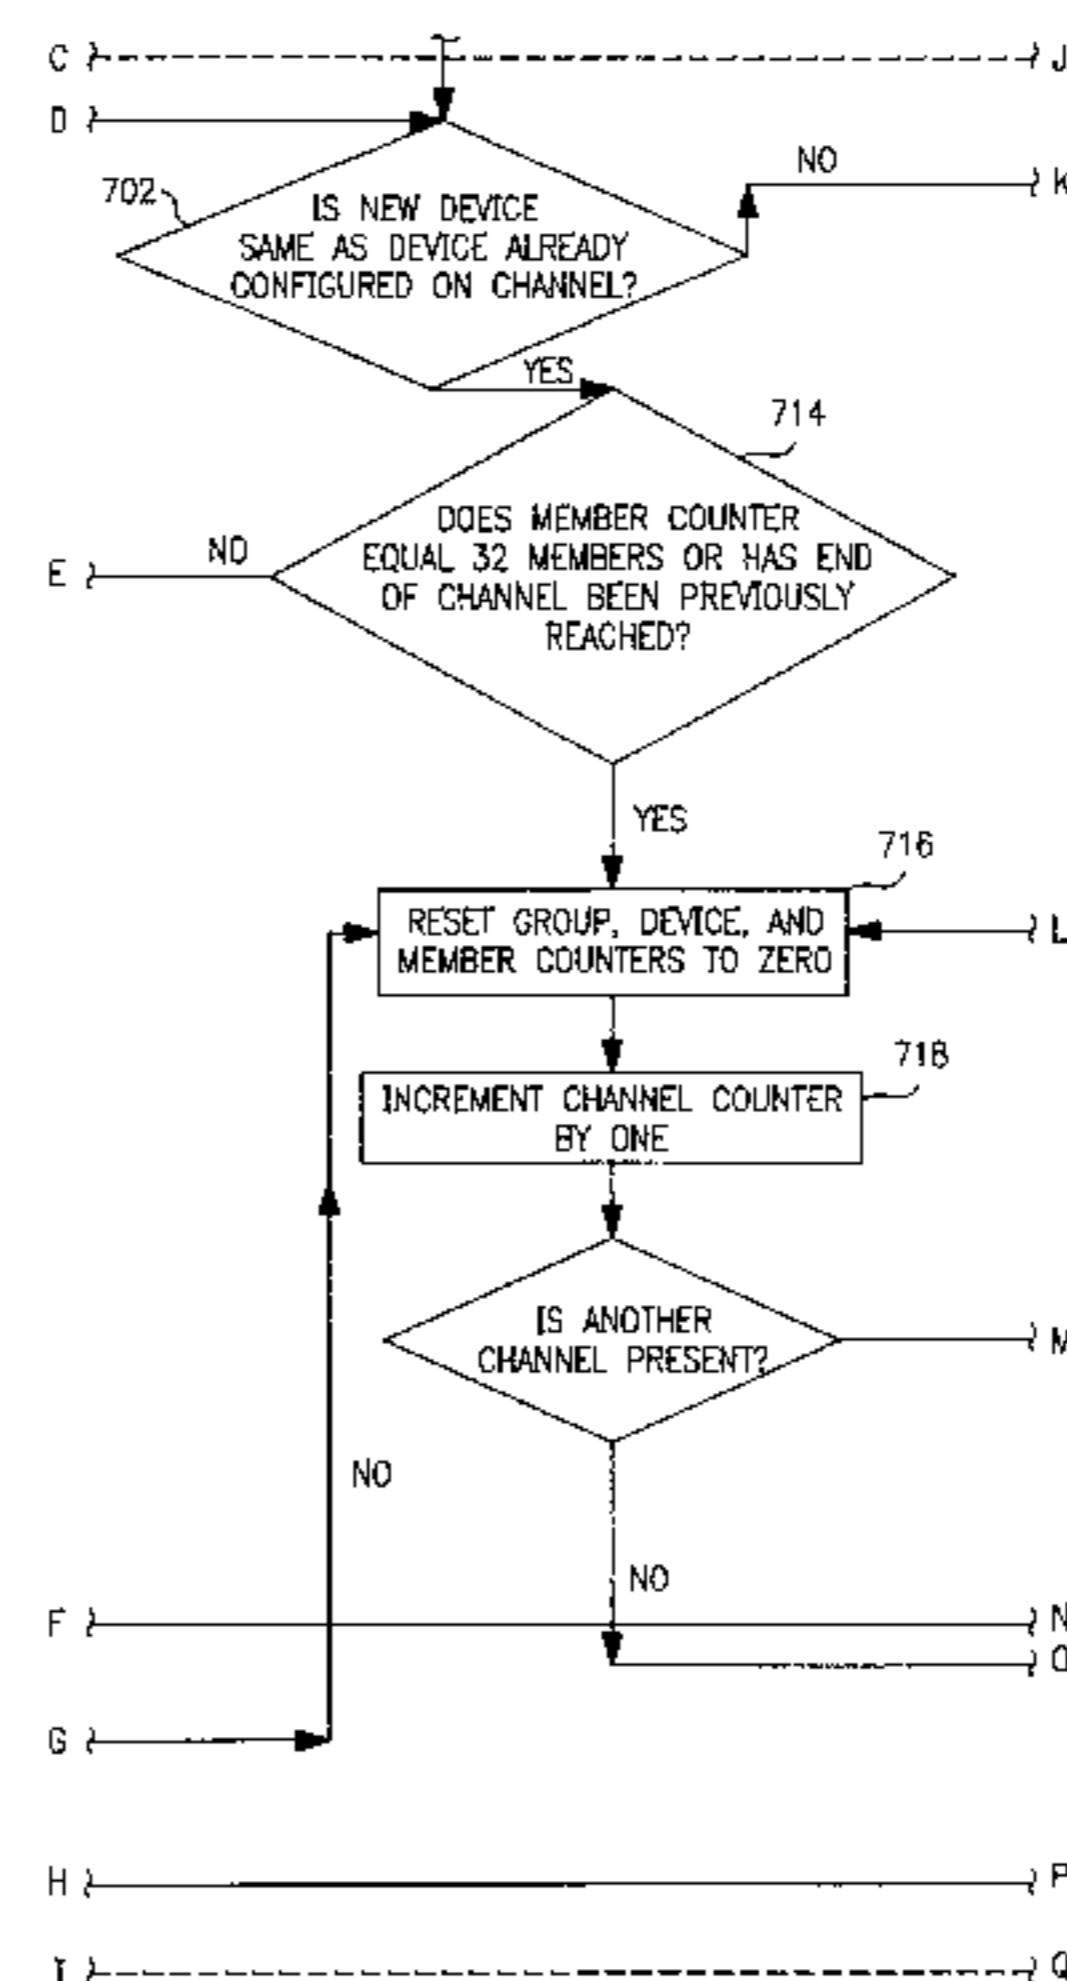 C
J
D
NO
K
702
IS NEW DEVICE
SAME AS DEVICE ALREADY
CONFIGURED ON CHANNEL?
YES
714
DOES MEMBER COUNTER
EQUAL 32 MEMBERS OR HAS END
OF CHANNEL BEEN PREVIOUSLY
REACHED?
NO
E
YES
716
RESET GROUP, DEVICE, AND
MEMBER COUNTERS TO ZERO
L
718
INCREMENT CHANNEL COUNTER
BY ONE
IS ANOTHER
CHANNEL PRESENT?
M
NO
NO
F
N
O
G
H
P
I
Q